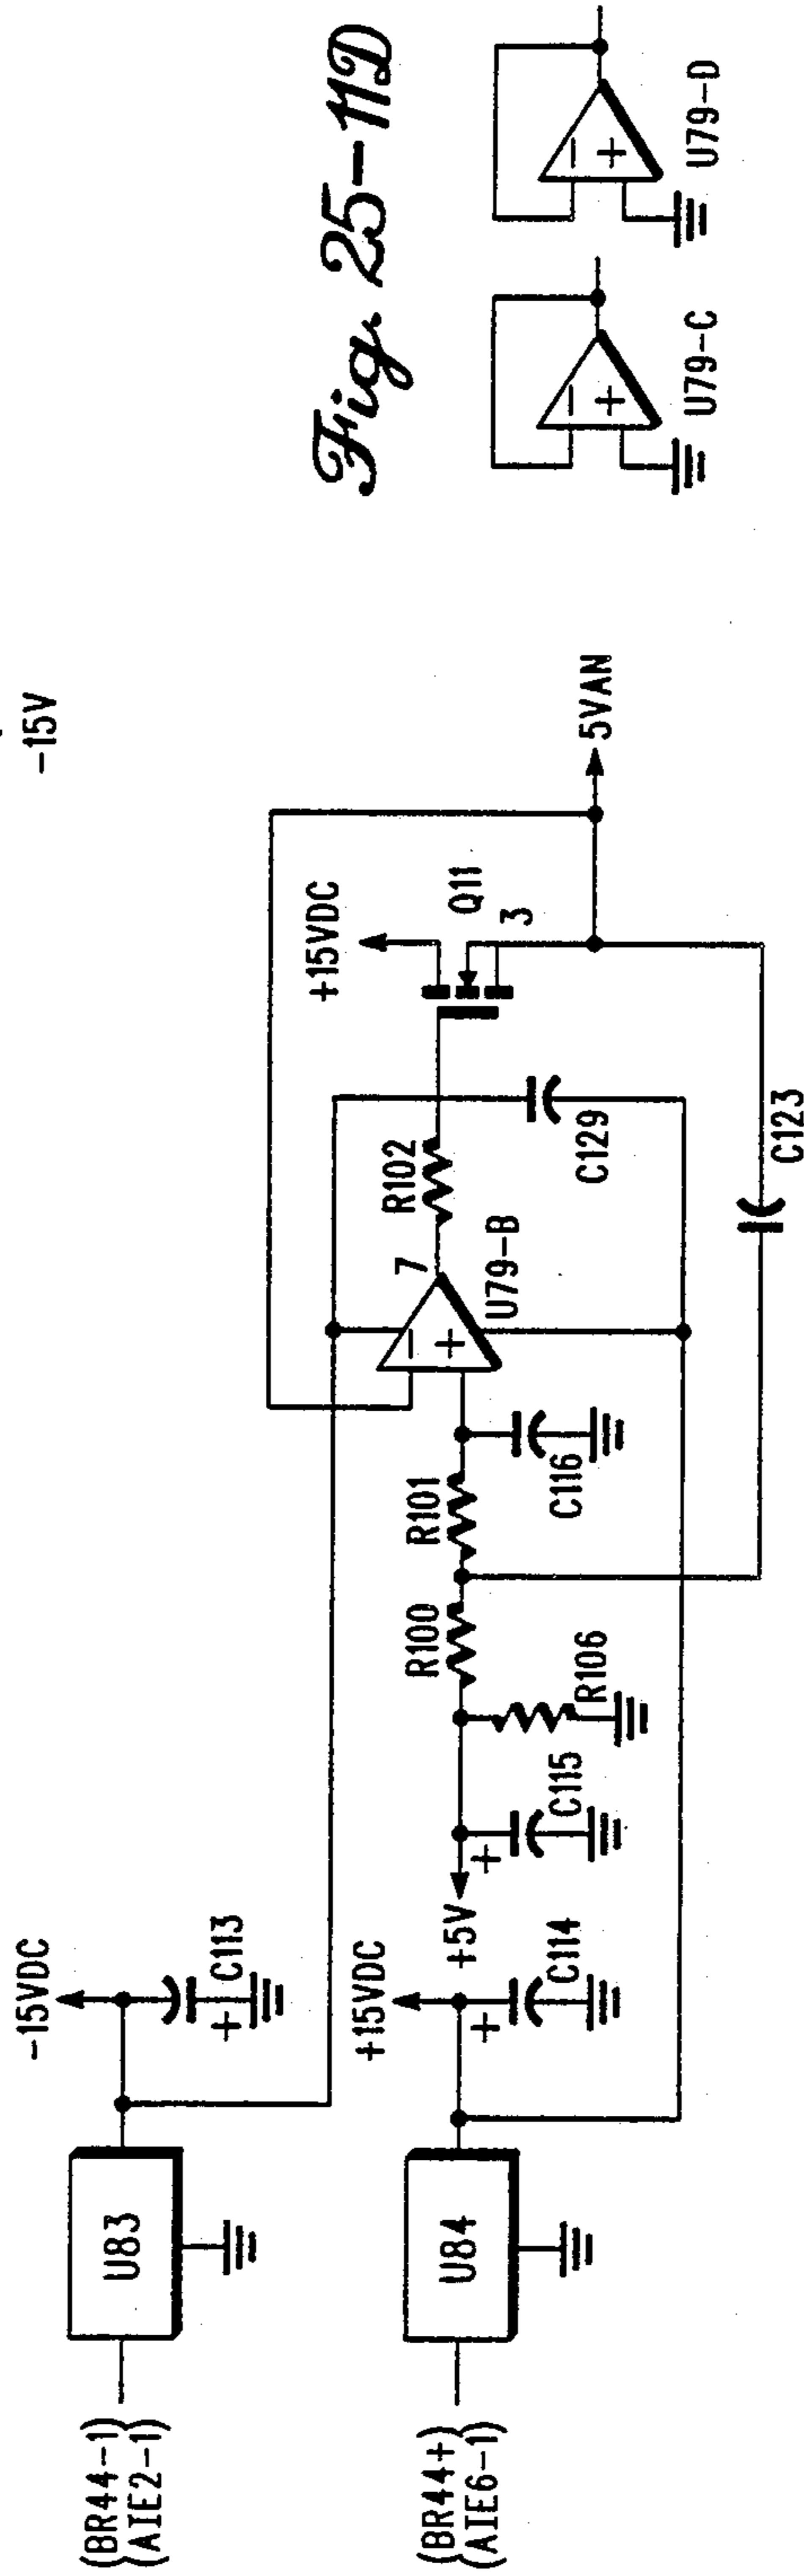 -15V
Fig. 25-11D
U79-C
U79-D
(BR44-1)
(AIE2-1)
U83
-15VDC
+
C113
(BR44+)
(AIE6-1)
U84
+15VDC
+
C114
+5V
+
C115
R106
R100
R101
C116
-
+
7
U79-B
R102
C129
+15VDC
Q11
3
5VAN
C123
-
+
-
+